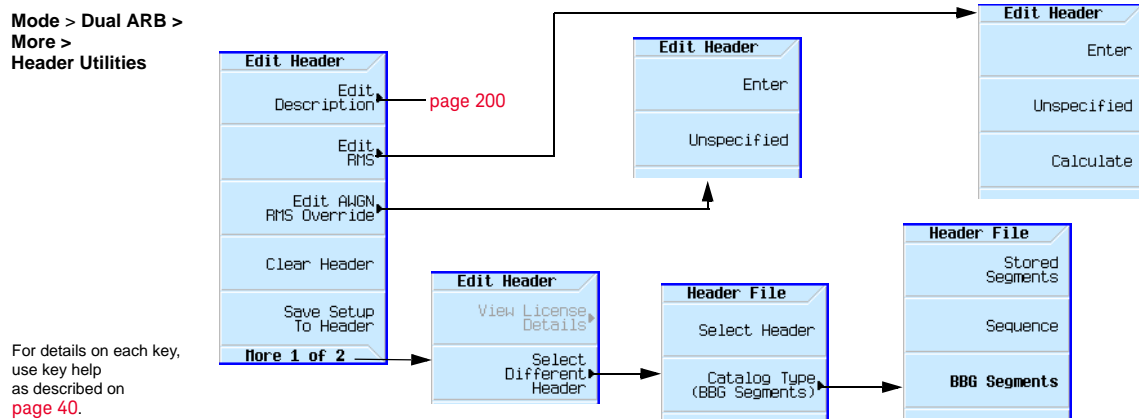 Mode > Dual ARB >
More >
Header Utilities
Edit Header
Edit
Description
page 200
Edit
RMS
Edit AWGN
RMS Override
Clear Header
Save Setup
To Header
More 1 of 2
Edit Header
Enter
Unspecified
Edit Header
Enter
Unspecified
Calculate
Edit Header
View License
Details
Select
Different
Header
Header File
Select Header
Catalog Type
(BBG Segments)
Header File
Stored
Segments
Sequence
BBG Segments
For details on each key,
use key help
as described on
page 40.